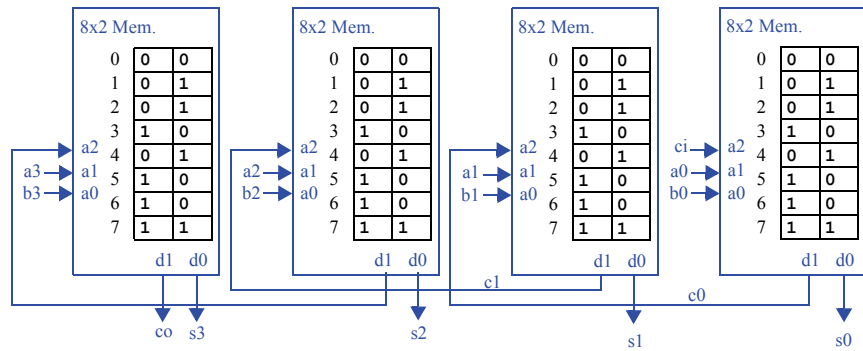 8x2 Mem. 8x2 Mem. 8x2 Mem. 8x2 Mem.
0 0 0 0 0 0 0 0 0 0 0 0
1 0 1 1 0 1 1 0 1 1 0 1
2 0 1 2 0 1 2 0 1 2 0 1
3 1 0 3 1 0 3 1 0 3 1 0
a2 4 0 1 a2 4 0 1 a2 4 0 1 ci a2 4 0 1
a3 a1 5 1 0 a2 a1 5 1 0 a1 a1 5 1 0 a0 a1 5 1 0
b3 a0 6 1 0 b2 a0 6 1 0 b1 a0 6 1 0 b0 a0 6 1 0
7 1 1 7 1 1 7 1 1 7 1 1
d1 d0 d1 d0 d1 d0 d1 d0
c1 c0
co s3 s2 s1 s0